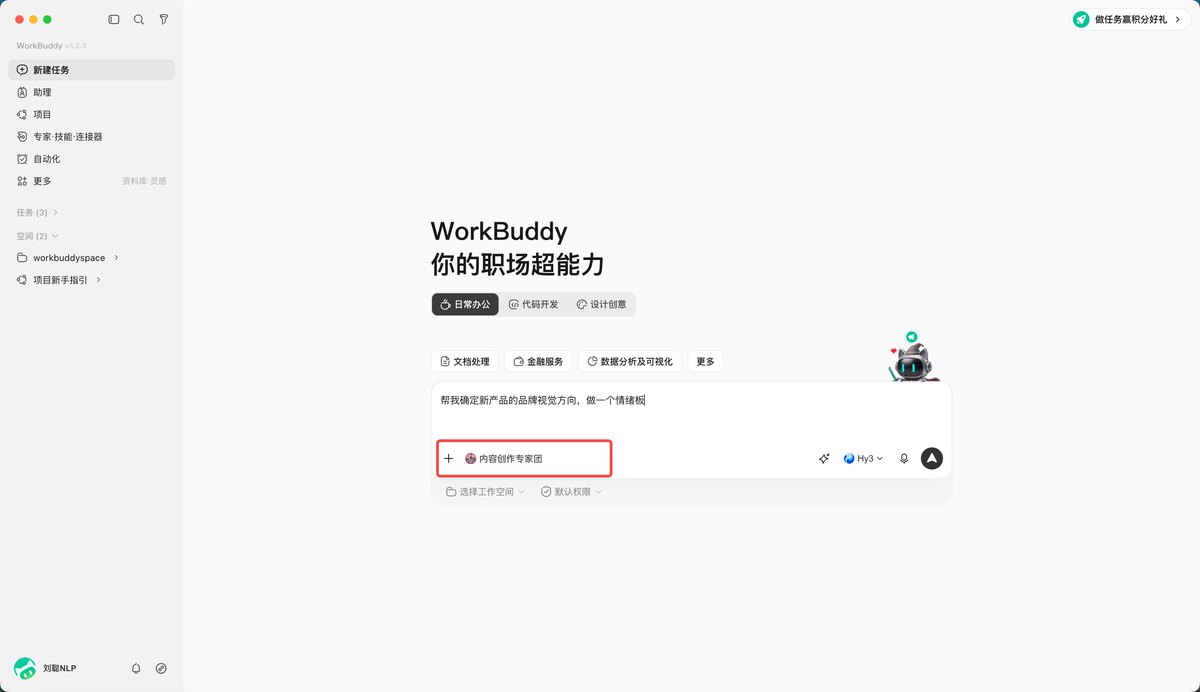 做任务赢积分好礼
WorkBuddy v5.2.3
新建任务
助理
项目
专家·技能·连接器
自动化
更多 资料库·灵感
任务 (3)
空间 (2)
workbuddyspace
项目新手指引
WorkBuddy
你的职场超能力
日常办公 代码开发 设计创意
文档处理 金融服务 数据分析及可视化 更多
帮我确定新产品的品牌视觉方向，做一个情绪板
内容创作专家团 Hy3
选择工作空间 默认权限
刘聪NLP